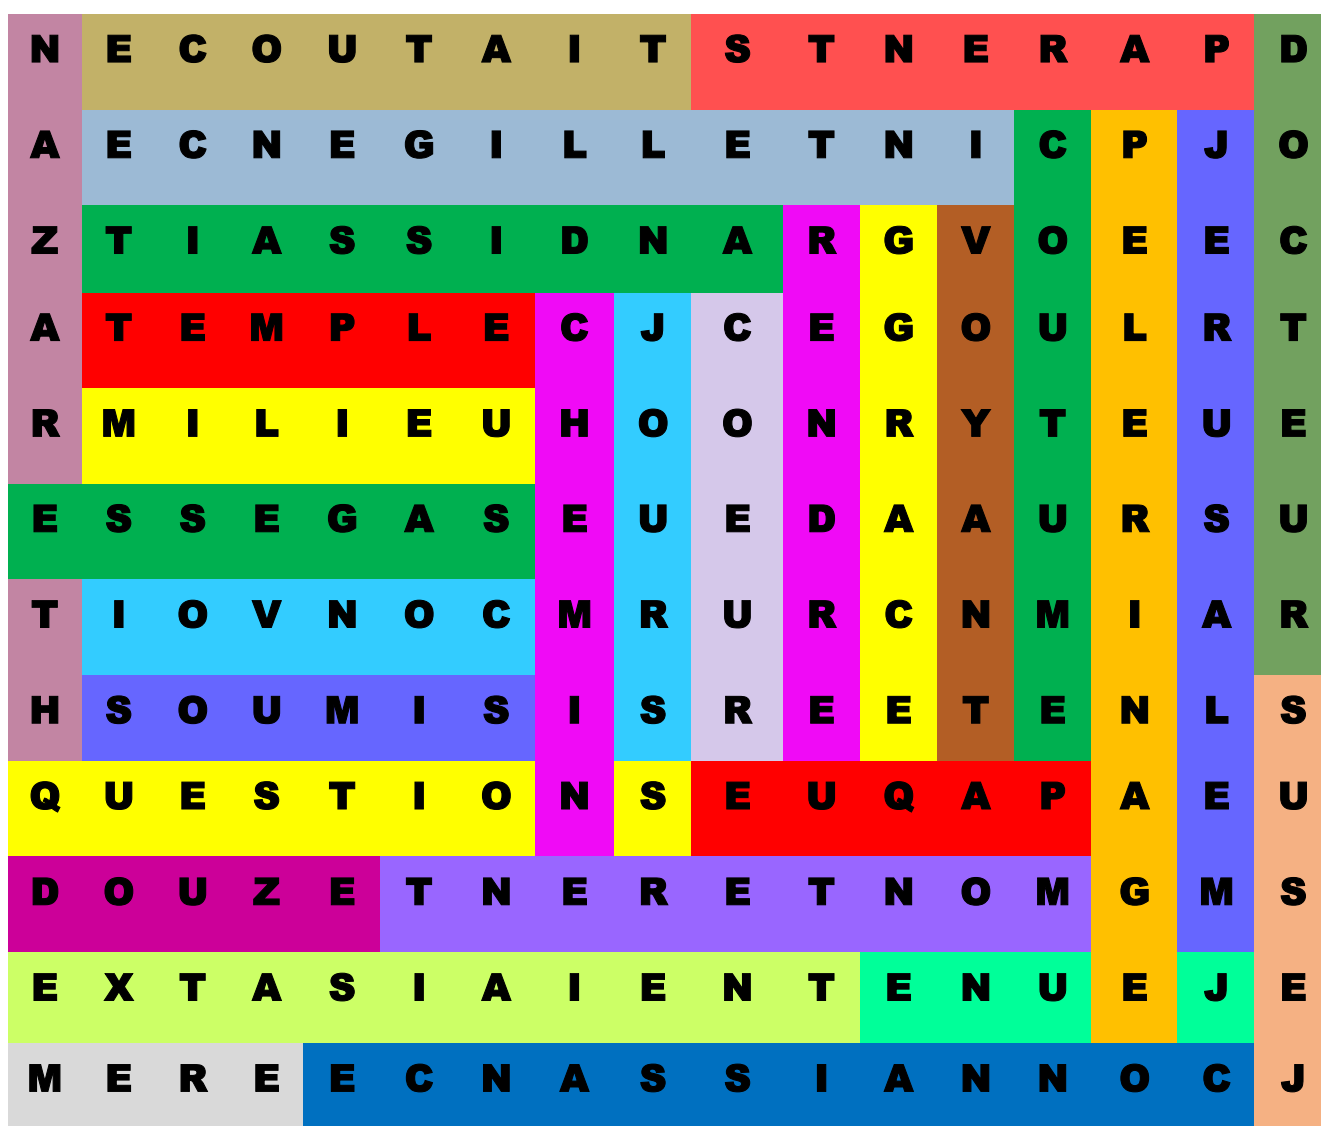 N E C O U T A I T S T N E R A P D
A E C N E G I L L E T N I C P J O
Z T I A S S I D N A R G V O E E C
A T E M P L E C J C E G O U L R T
R M I L I E U H O O N R Y T E U E
E S S E G A S E U E D A A U R S U
T I O V N O C M R U R C N M I A R
H S O U M I S I S R E E T E N L S
Q U E S T I O N S E U Q A P A E U
D O U Z E T N E R E T N O M G M S
E X T A S I A I E N T E N U E J E
M E R E E C N A S S I A N N O C J